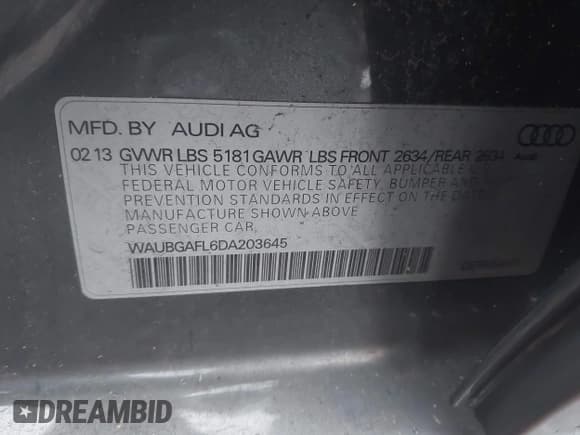 MFD. BY AUDI AG
02 13 GVWR LBS 5181 GAWR LBS FRONT 2634/REAR 2634
AUDI
THIS VEHICLE CONFORMS TO ALL APPLICABLE
FEDERAL MOTOR VEHICLE SAFETY, BUMPER AND
PREVENTION STANDARDS IN EFFECT ON THE DATE
MANUFACTURE SHOWN ABOVE
PASSENGER CAR.
WAUBGAFL6DA203645
DREAMBID